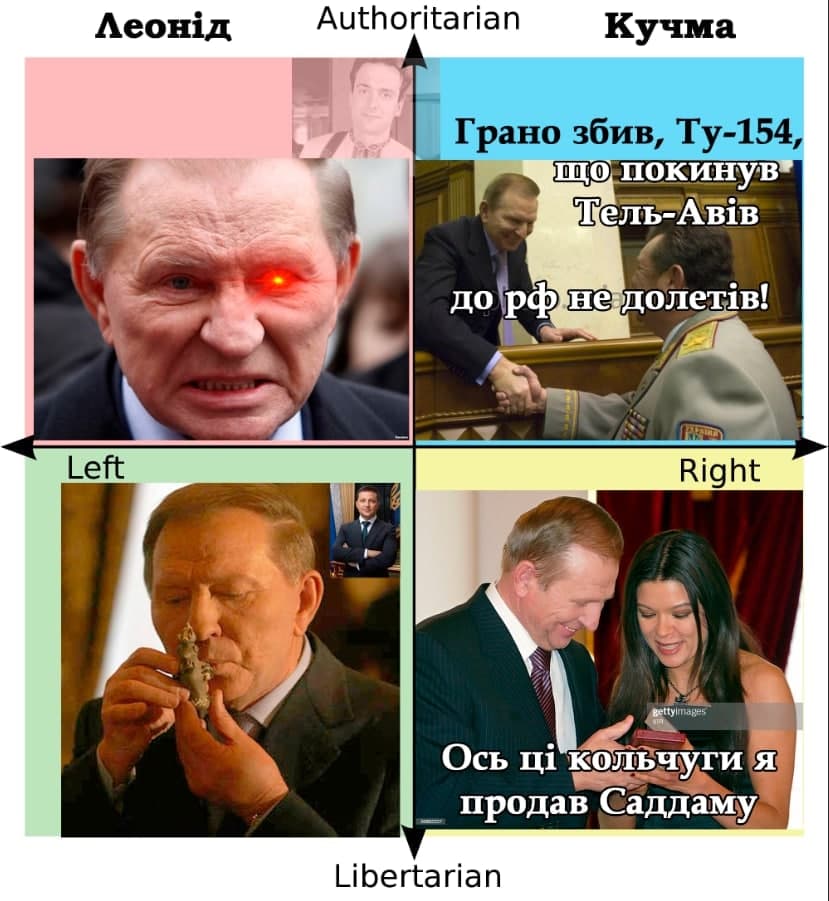 Леонід
Authoritarian
Кучма
Грано збив, Ту-154,
що покинув
Тель-Авів
до рф не долетів!
УКРАЇНА
Left
Right
gettyimages
Ось ці кольчуги я
продав Саддаму
Libertarian